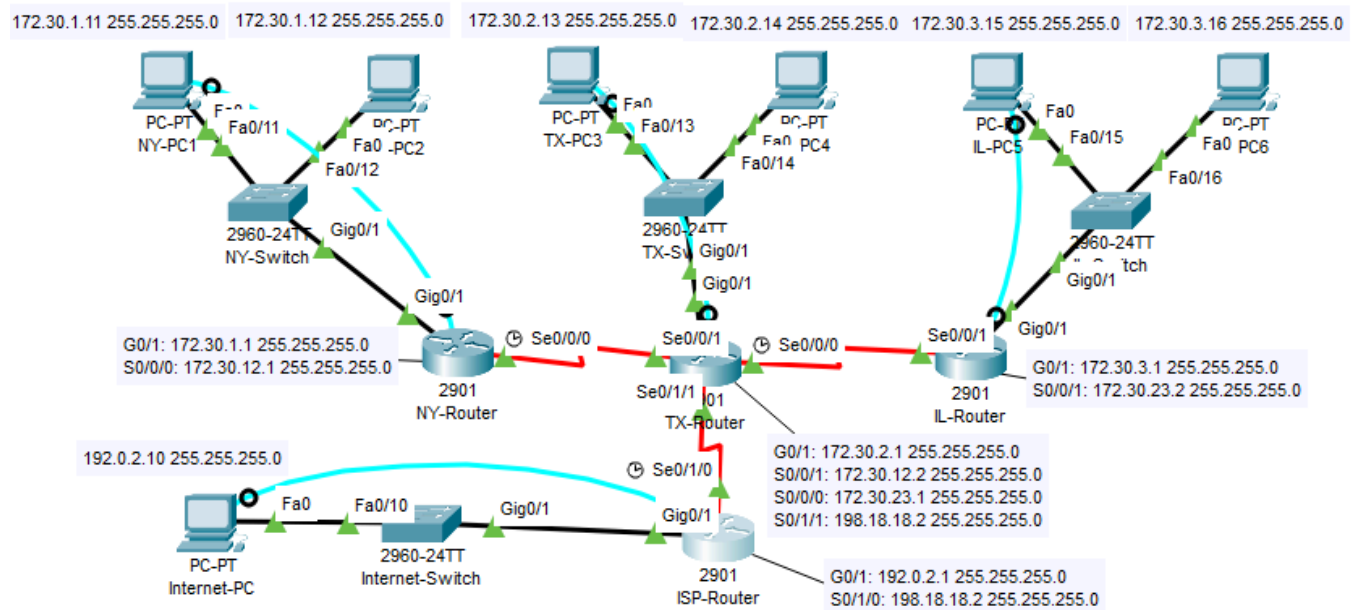 172.30.1.11 255.255.255.0
172.30.1.12 255.255.255.0
172.30.2.13 255.255.255.0
172.30.2.14 255.255.255.0
172.30.3.15 255.255.255.0
172.30.3.16 255.255.255.0
PC-PT
NY-PC1
Fa0/11
PC-PT
-PC2
Fa0
Fa0/12
PC-PT
TX-PC3
Fa0
Fa0/13
PC-PT
PC4
Fa0
Fa0/14
IL-PC5
Fa0
Fa0/15
PC-PT
PC6
Fa0
Fa0/16
2960-24TT
NY-Switch
Gig0/1
Gig0/1
2960-24TT
Gig0/1
Gig0/1
2960-24TT
Gig0/1
Gig0/1
G0/1: 172.30.1.1 255.255.255.0
S0/0/0: 172.30.12.1 255.255.255.0
2901
NY-Router
Se0/0/0
Se0/0/1
Se0/0/0
Se0/1/1
TX-Router
Se0/0/1
2901
IL-Router
G0/1: 172.30.3.1 255.255.255.0
S0/0/1: 172.30.23.2 255.255.255.0
G0/1: 172.30.2.1 255.255.255.0
S0/0/1: 172.30.12.2 255.255.255.0
S0/0/0: 172.30.23.1 255.255.255.0
S0/1/1: 198.18.18.2 255.255.255.0
192.0.2.10 255.255.255.0
PC-PT
Internet-PC
Fa0
Fa0/10
2960-24TT
Internet-Switch
Gig0/1
Gig0/1
Se0/1/0
2901
ISP-Router
G0/1: 192.0.2.1 255.255.255.0
S0/1/0: 198.18.18.2 255.255.255.0